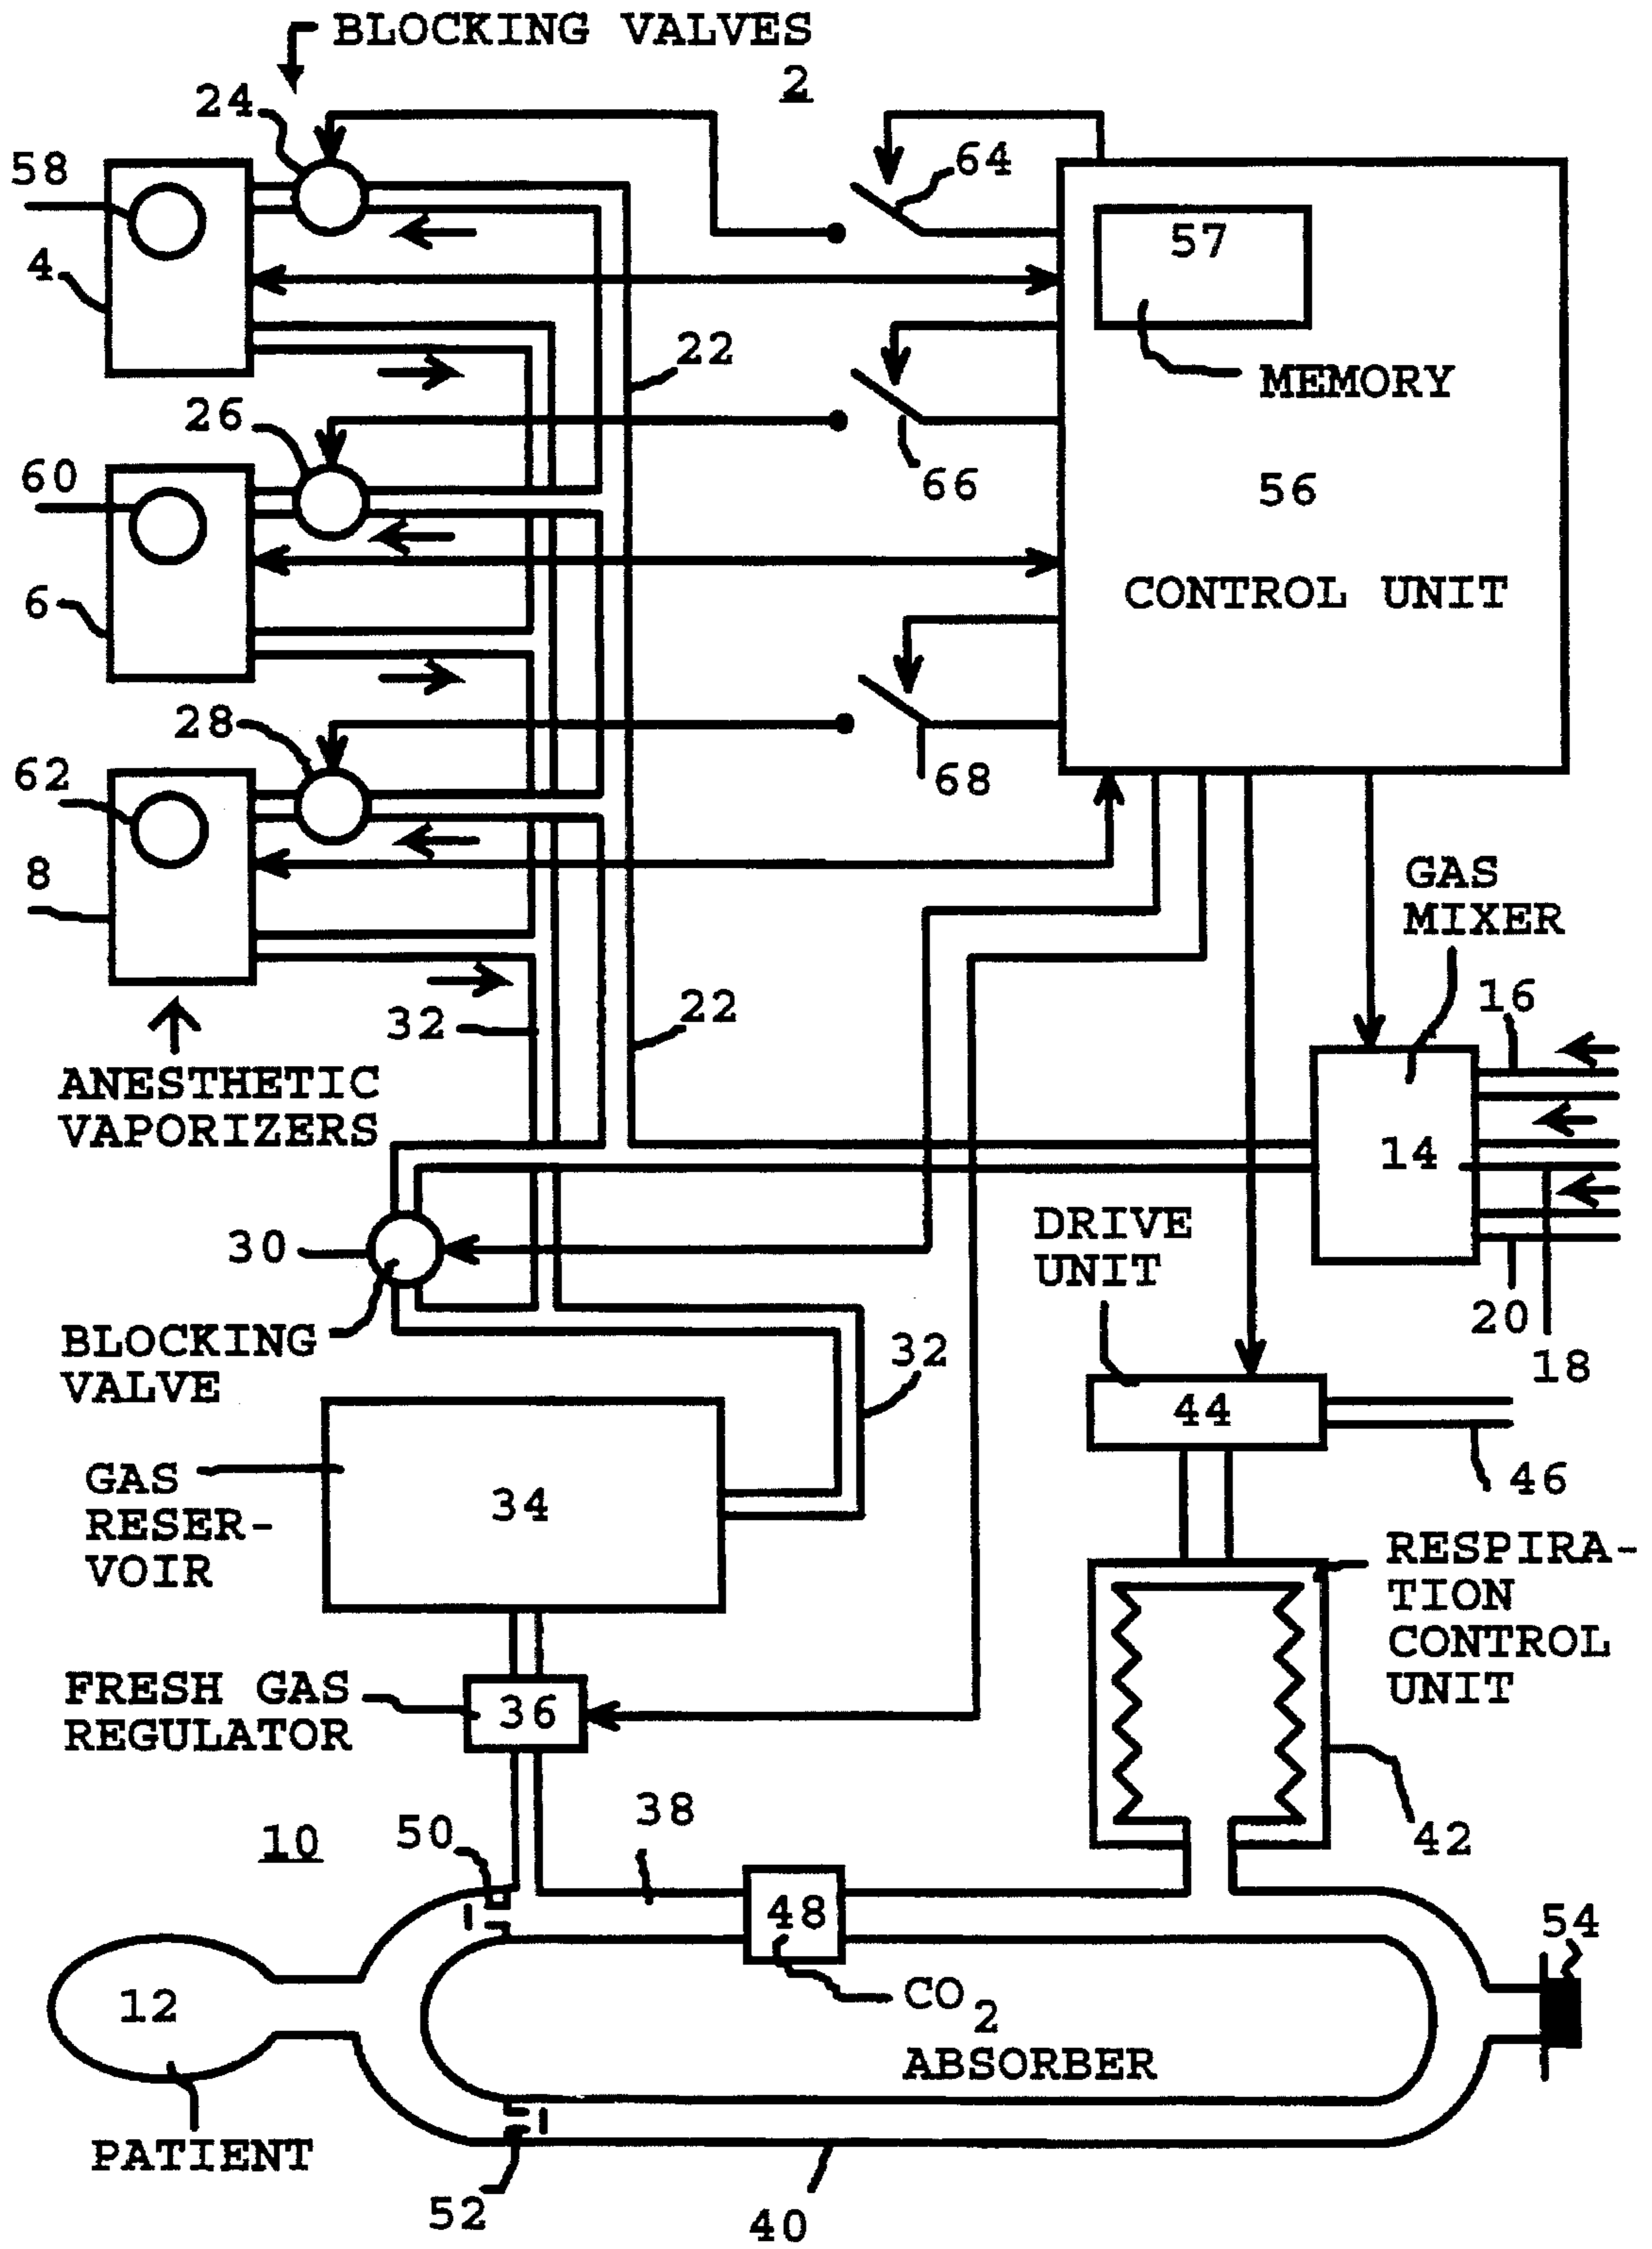 BLOCKING VALVES
2
24
58
64
57
4
22
MEMORY
26
60
66
56
CONTROL UNIT
6
28
62
68
8
GAS
MIXER
16
32
22
ANESTHETIC
VAPORIZERS
14
DRIVE
UNIT
30
20
18
BLOCKING
VALVE
32
44
46
GAS
RESER-
VOIR
34
RESPIRA-
TION
CONTROL
UNIT
FRESH GAS
REGULATOR
36
38
50
10
42
48
54
12
CO2
ABSORBER
PATIENT
52
40